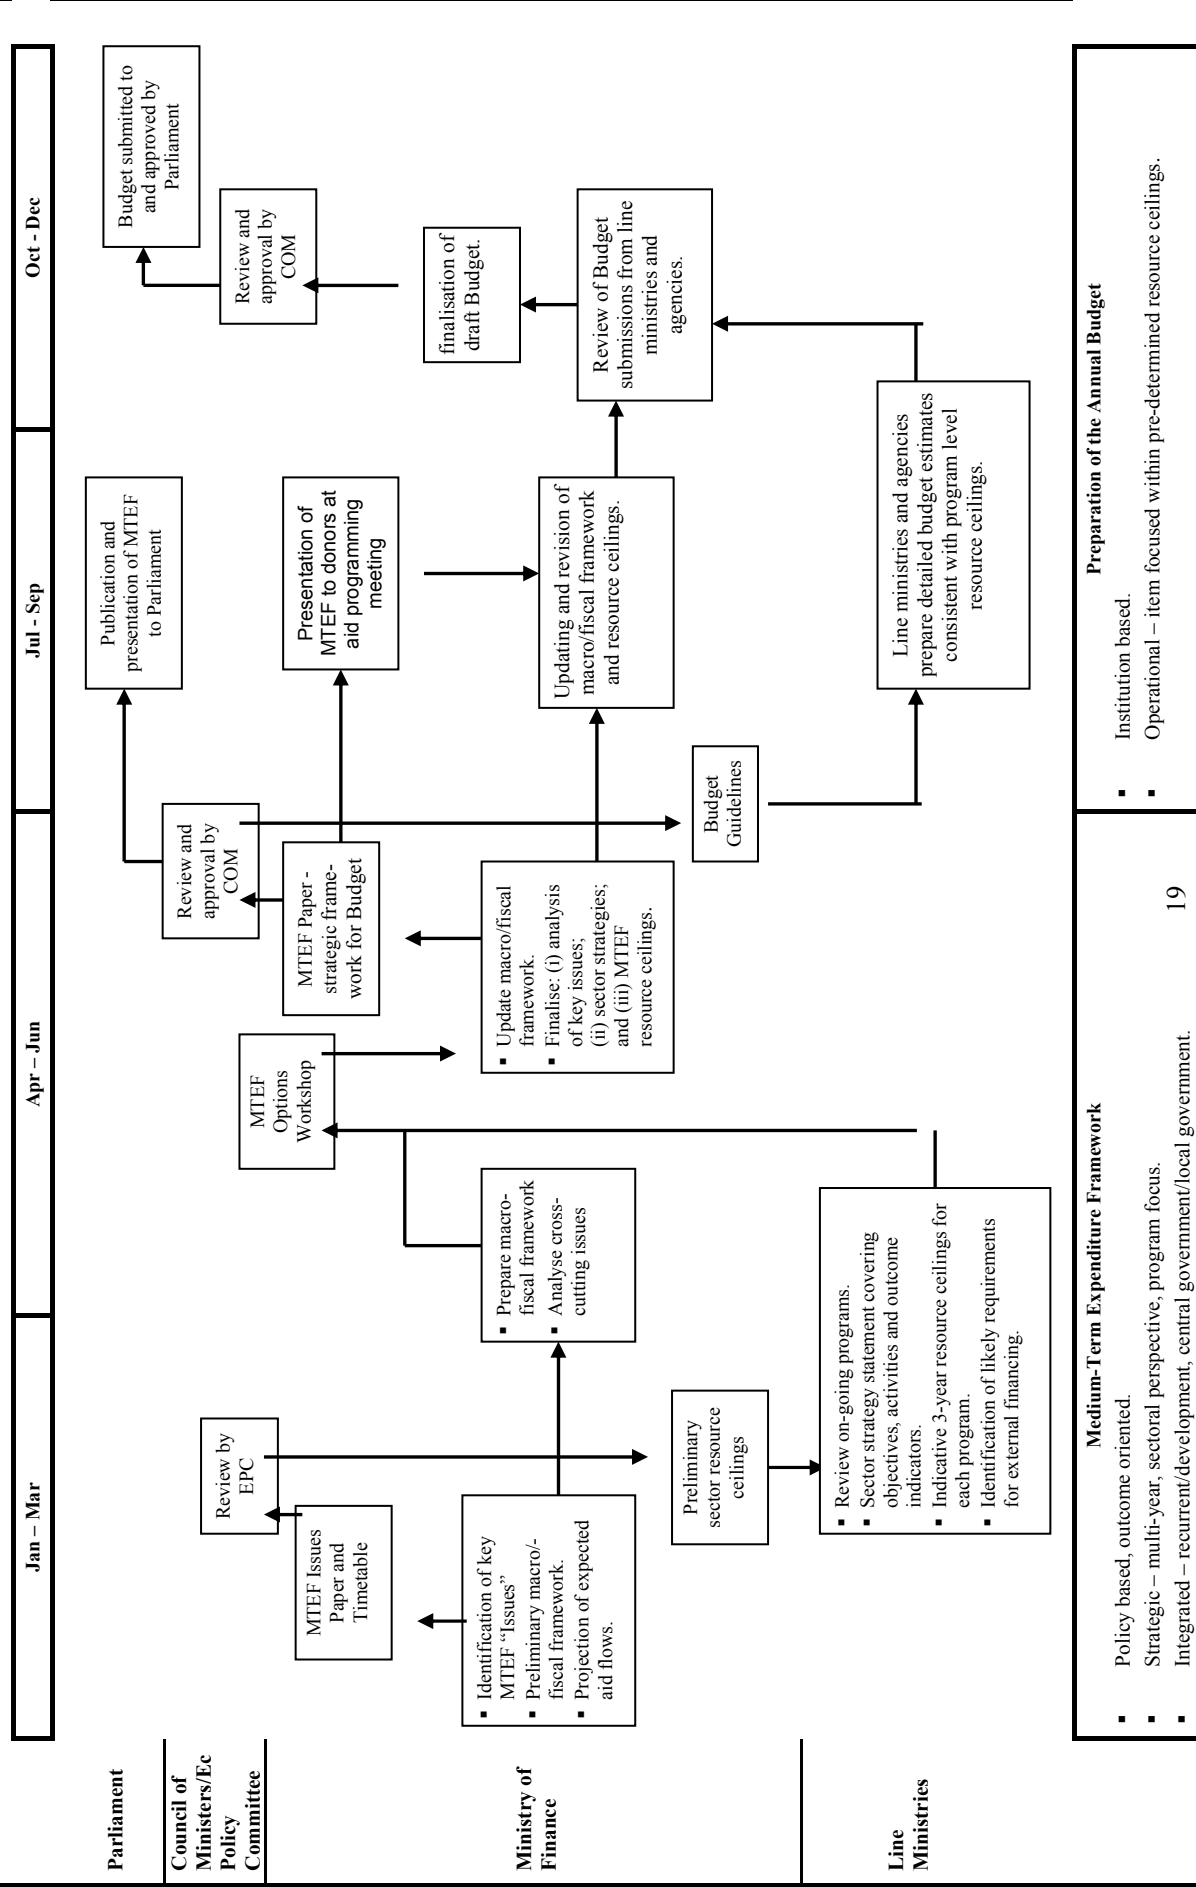 Jan – Mar
Apr – Jun
Jul - Sep
Oct - Dec
Parliament
Publication and
presentation of MTEF
to Parliament
Budget submitted to
and approved by
Parliament
Council of
Ministers/Ec
Policy
Committee
Review by
EPC
Review and
approval by
COM
Review and
approval by
COM
Ministry of
Finance
MTEF Issues
Paper and
Timetable
▪ Identification of key
MTEF “Issues”
▪ Preliminary macro/-
fiscal framework.
▪ Projection of expected
aid flows.
Preliminary
sector resource
ceilings
▪ Prepare macro-
fiscal framework
▪ Analyse cross-
cutting issues
MTEF
Options
Workshop
MTEF Paper -
strategic frame-
work for Budget
▪ Update macro/fiscal
framework.
▪ Finalise: (i) analysis
of key issues;
(ii) sector strategies;
and (iii) MTEF
resource ceilings.
Budget
Guidelines
Presentation of
MTEF to donors at
aid programming
meeting
Updating and revision of
macro/fiscal framework
and resource ceilings.
finalisation of
draft Budget.
Review of Budget
submissions from line
ministries and
agencies.
Line
Ministries
▪ Review on-going programs.
▪ Sector strategy statement covering
objectives, activities and outcome
indicators.
▪ Indicative 3-year resource ceilings for
each program.
▪ Identification of likely requirements
for external financing.
Line ministries and agencies
prepare detailed budget estimates
consistent with program level
resource ceilings.
Medium-Term Expenditure Framework
▪ Policy based, outcome oriented.
▪ Strategic – multi-year, sectoral perspective, program focus.
▪ Integrated – recurrent/development, central government/local government.
Preparation of the Annual Budget
▪ Institution based.
▪ Operational – item focused within pre-determined resource ceilings.
19